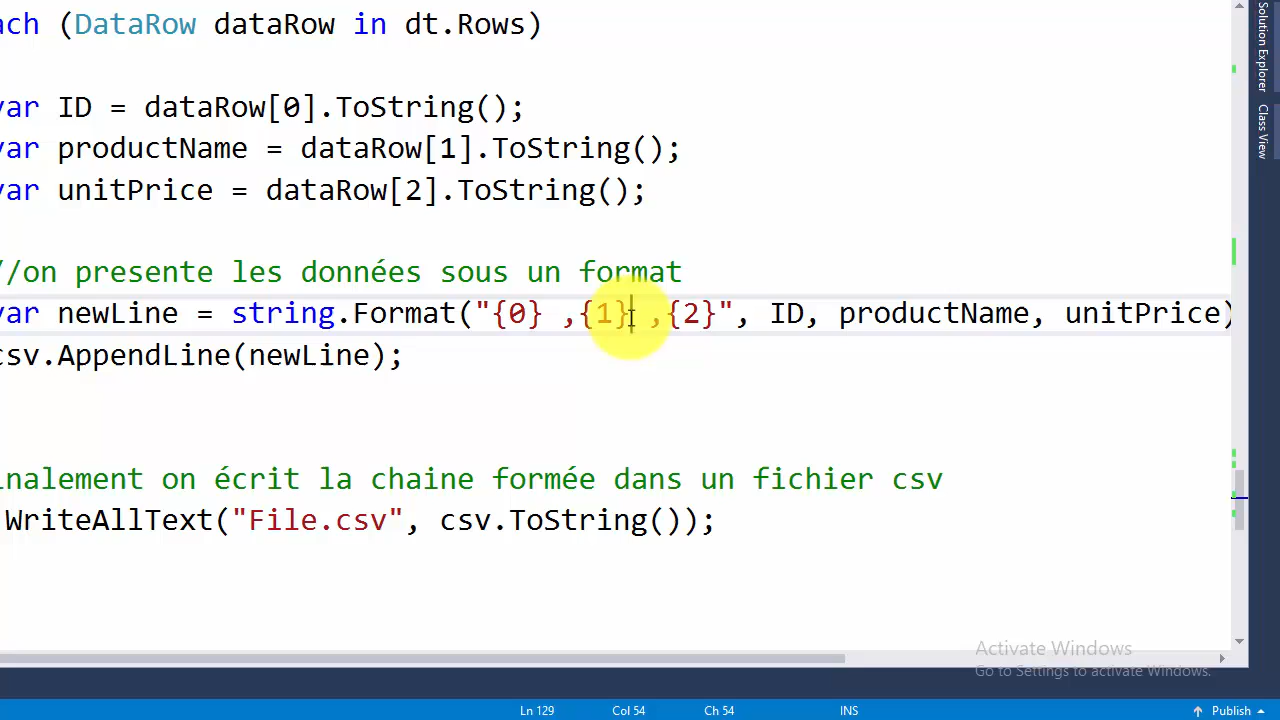 ach (DataRow dataRow in dt.Rows)
var ID = dataRow[0].ToString();
var productName = dataRow[1].ToString();
var unitPrice = dataRow[2].ToString();
//on presente les données sous un format
var newLine = string.Format("{0} ,{1} ,{2}", ID, productName, unitPrice)
csv.AppendLine(newLine);
inalement on écrit la chaine formée dans un fichier csv
.WriteAllText("File.csv", csv.ToString());
Solution Explorer
Class View
Activate Windows
Go to Settings to activate Windows.
Ln 129 Col 54 Ch 54 INS Publish